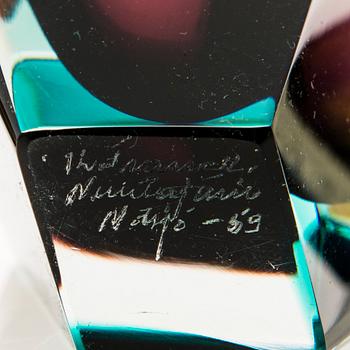 K Franck.
Nuutajärvi
Notsjö -59